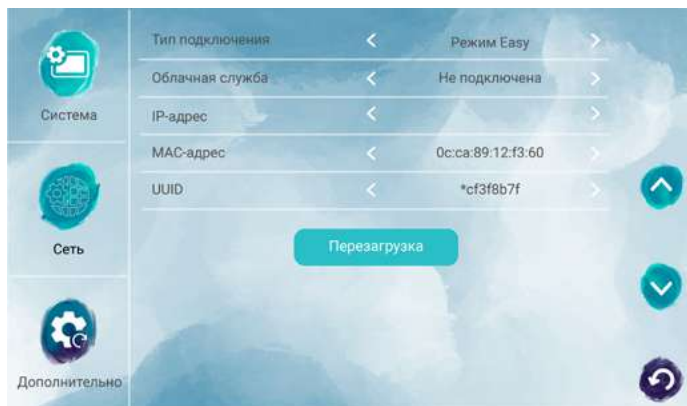 Тип подключения Режим Easy
Облачная служба Не подключена
IP-адрес
MAC-адрес 0c:ca:89:12:f3:60
UUID *cf3f8b7f
Перезагрузка
Система
Сеть
Дополнительно